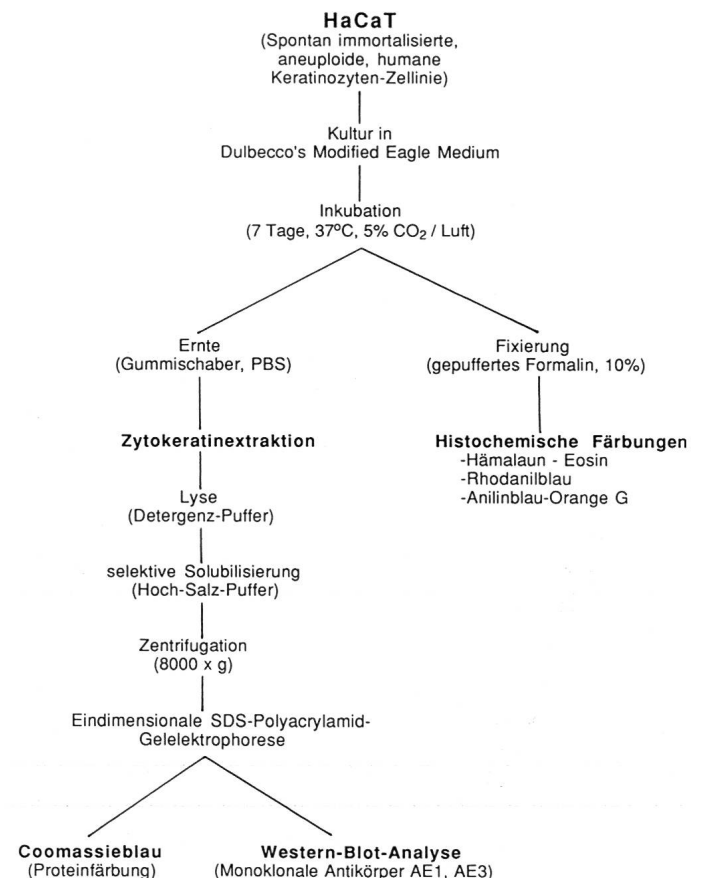 HaCaT
(Spontan immortalisierte,
aneuploide, humane
Keratinozyten-Zellinie)
Kultur in
Dulbecco's Modified Eagle Medium
Inkubation
(7 Tage, 37ºC, 5% CO₂ / Luft)
Ernte
(Gummischaber, PBS)
Fixierung
(gepuffertes Formalin, 10%)
Zytokeratinextraktion
Histochemische Färbungen
-Hämalaun - Eosin
-Rhodanilblau
-Anilinblau-Orange G
Lyse
(Detergenz-Puffer)
selektive Solubilisierung
(Hoch-Salz-Puffer)
Zentrifugation
(8000 x g)
Eindimensionale SDS-Polyacrylamid-
Gelelektrophorese
Coomassieblau
(Proteinfärbung)
Western-Blot-Analyse
(Monoklonale Antikörper AE1, AE3)